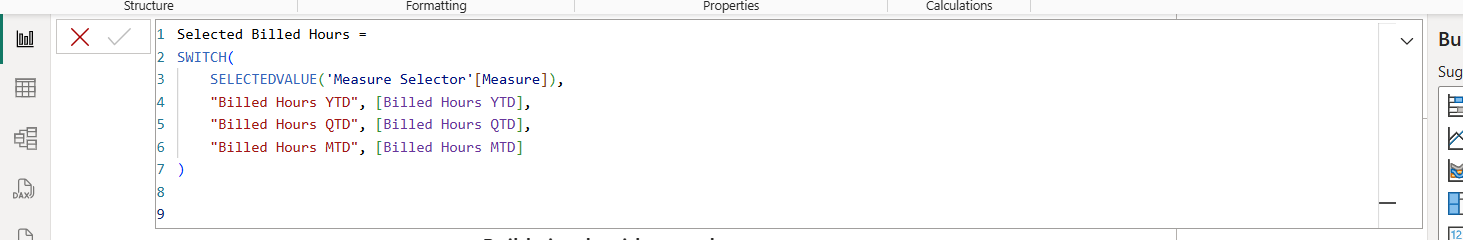 Structure Formatting Properties Calculations
1 Selected Billed Hours =
2 SWITCH(
3 SELECTEDVALUE('Measure Selector'[Measure]),
4 "Billed Hours YTD", [Billed Hours YTD],
5 "Billed Hours QTD", [Billed Hours QTD],
6 "Billed Hours MTD", [Billed Hours MTD]
7 )
8
9
Bu
Sug
DAX
12